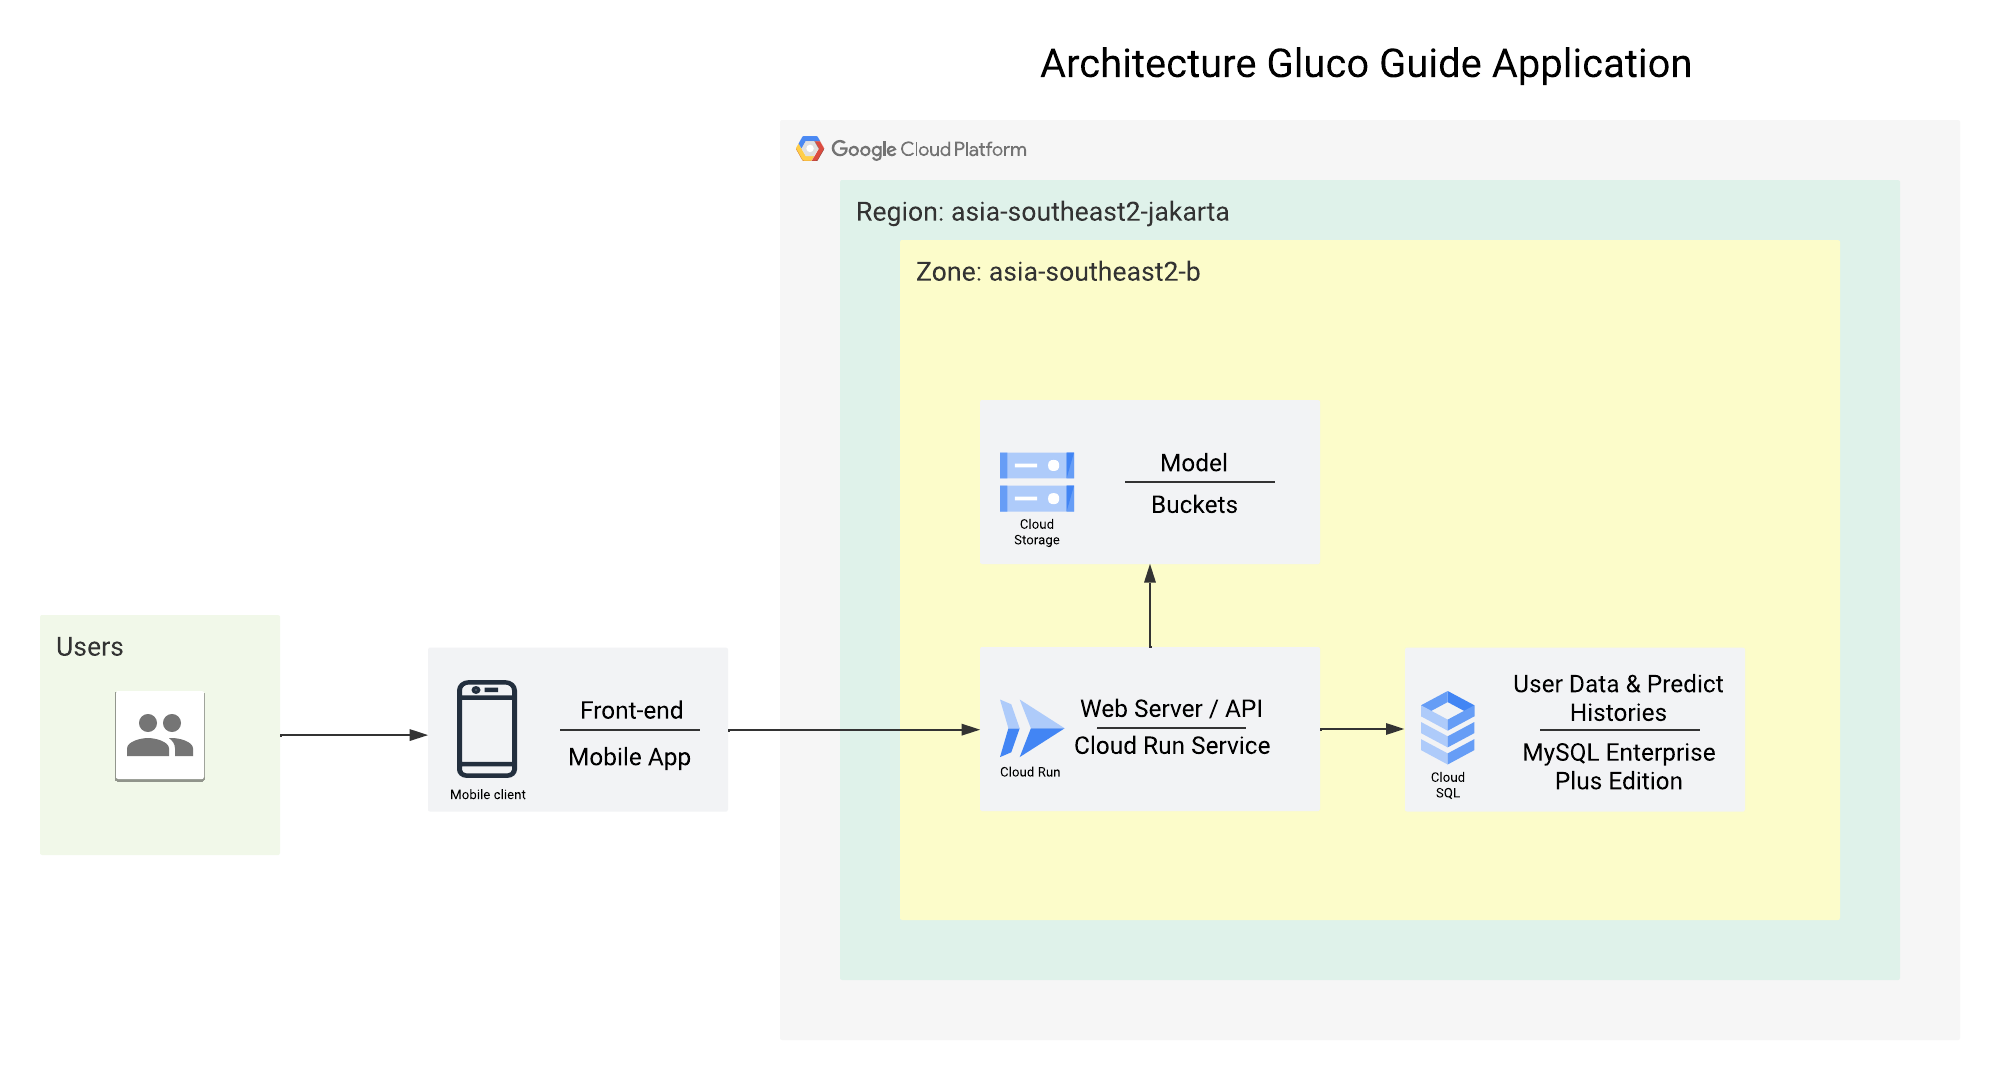 Architecture Gluco Guide Application
Google Cloud Platform
Region: asia-southeast2-jakarta
Zone: asia-southeast2-b
Model
Buckets
Cloud
Storage
Users
Front-end
Mobile App
Mobile client
Web Server / API
Cloud Run Service
Cloud Run
User Data & Predict
Histories
MySQL Enterprise
Plus Edition
Cloud
SQL